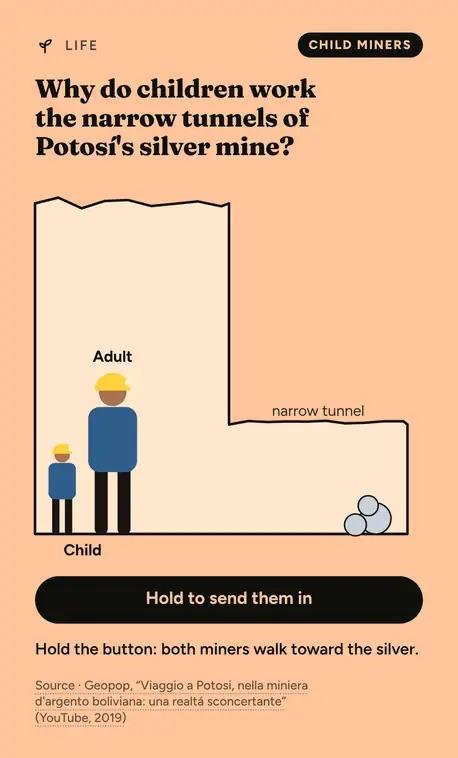 LIFE
CHILD MINERS
Why do children work
the narrow tunnels of
Potosí's silver mine?
Adult
narrow tunnel
Child
Hold to send them in
Hold the button: both miners walk toward the silver.
Source · Geopop, “Viaggio a Potosi, nella miniera
d'argento boliviana: una realtá sconcertante”
(YouTube, 2019)